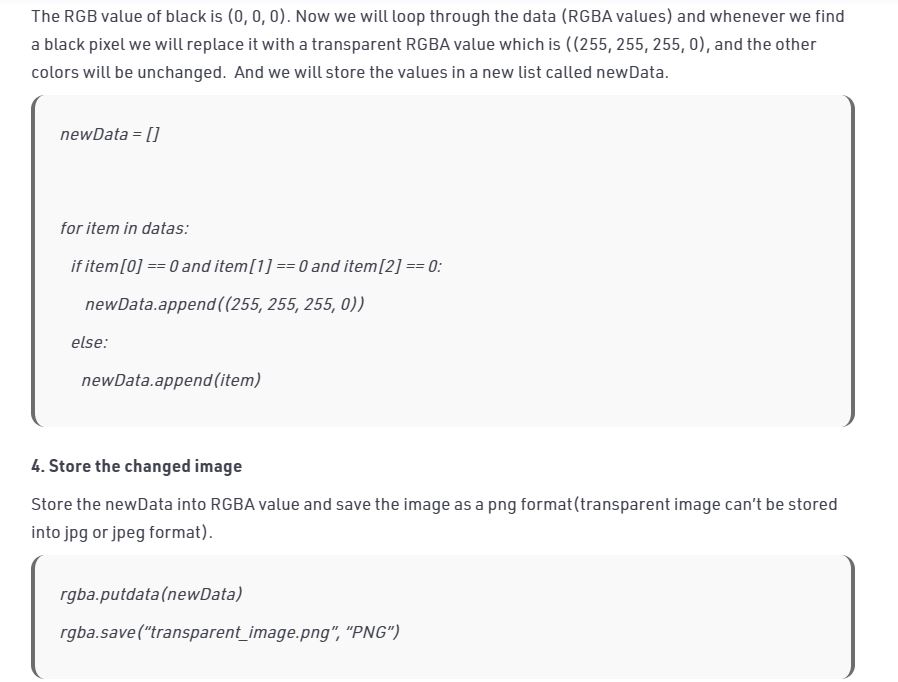 The RGB value of black is (0, 0, 0). Now we will loop through the data (RGBA values) and whenever we find
a black pixel we will replace it with a transparent RGBA value which is ((255, 255, 255, 0), and the other
colors will be unchanged.  And we will store the values in a new list called newData.
newData = []
for item in datas:
if item[0] == 0 and item[1] == 0 and item[2] == 0:
newData.append((255, 255, 255, 0))
else:
newData.append(item)
4. Store the changed image
Store the newData into RGBA value and save the image as a png format(transparent image can’t be stored
into jpg or jpeg format).
rgba.putdata(newData)
rgba.save(“transparent_image.png”, “PNG”)